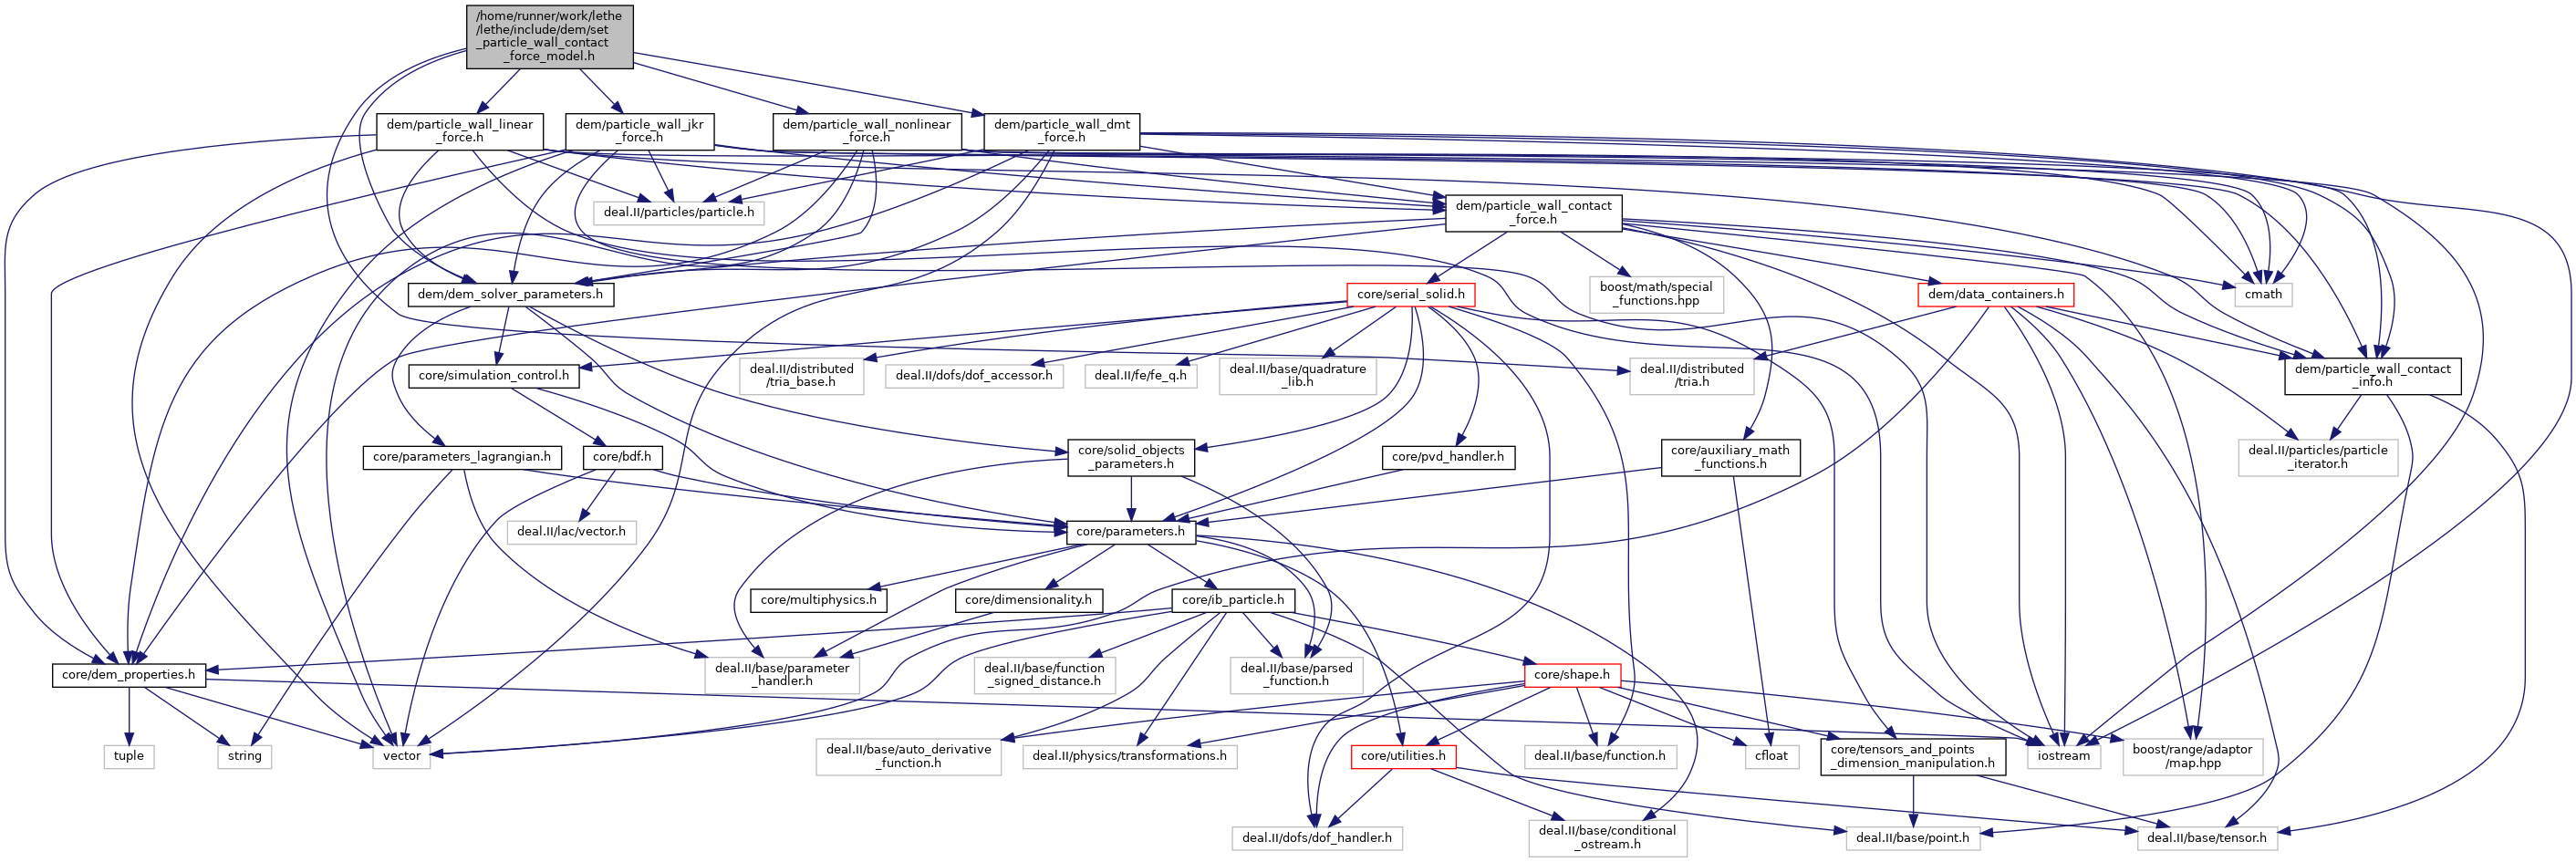 /home/runner/work/lethe
/lethe/include/dem/set
_particle_wall_contact
_force_model.h
dem/particle_wall_linear
_force.h
dem/particle_wall_jkr
_force.h
dem/particle_wall_nonlinear
_force.h
dem/particle_wall_dmt
_force.h
deal.II/particles/particle.h
dem/particle_wall_contact
_force.h
dem/dem_solver_parameters.h
core/serial_solid.h
boost/math/special
_functions.hpp
dem/data_containers.h
cmath
core/simulation_control.h
deal.II/distributed
/tria_base.h
deal.II/dofs/dof_accessor.h
deal.II/fe/fe_q.h
deal.II/base/quadrature
_lib.h
deal.II/distributed
/tria.h
dem/particle_wall_contact
_info.h
core/parameters_lagrangian.h
core/bdf.h
core/solid_objects
_parameters.h
core/pvd_handler.h
core/auxiliary_math
_functions.h
deal.II/particles/particle
_iterator.h
deal.II/lac/vector.h
core/parameters.h
core/multiphysics.h
core/dimensionality.h
core/ib_particle.h
core/dem_properties.h
deal.II/base/parameter
_handler.h
deal.II/base/function
_signed_distance.h
deal.II/base/parsed
_function.h
core/shape.h
tuple
string
vector
deal.II/base/auto_derivative
_function.h
deal.II/physics/transformations.h
core/utilities.h
deal.II/base/function.h
cfloat
core/tensors_and_points
_dimension_manipulation.h
iostream
boost/range/adaptor
/map.hpp
deal.II/dofs/dof_handler.h
deal.II/base/conditional
_ostream.h
deal.II/base/point.h
deal.II/base/tensor.h